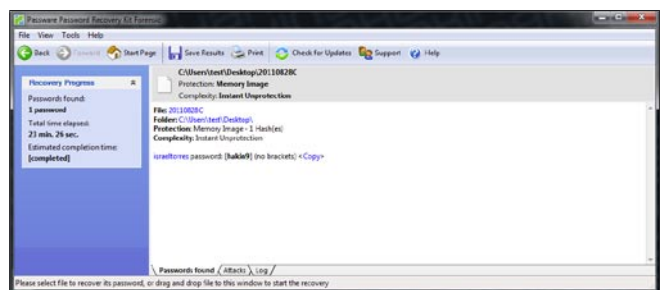 Passware Password Recovery Kit Forensic
File View Tools Help
Back Forward Start Page Save Results Print Check for Updates Support Help
Recovery Progress
Passwords found:
1 password
Total time elapsed:
23 min. 26 sec.
Estimated completion time:
[completed]
C:\Users\test\Desktop\20110828C
Protection: Memory Image
Complexity: Instant Unprotection
File: 20110828C
Folder: C:\Users\test\Desktop\
Protection: Memory Image - 1 Hash(es)
Complexity: Instant Unprotection
israeltorres password: [hakin9] (no brackets) <Copy>
Passwords found Attacks Log
Please select file to recover its password, or drag and drop file to this window to start the recovery